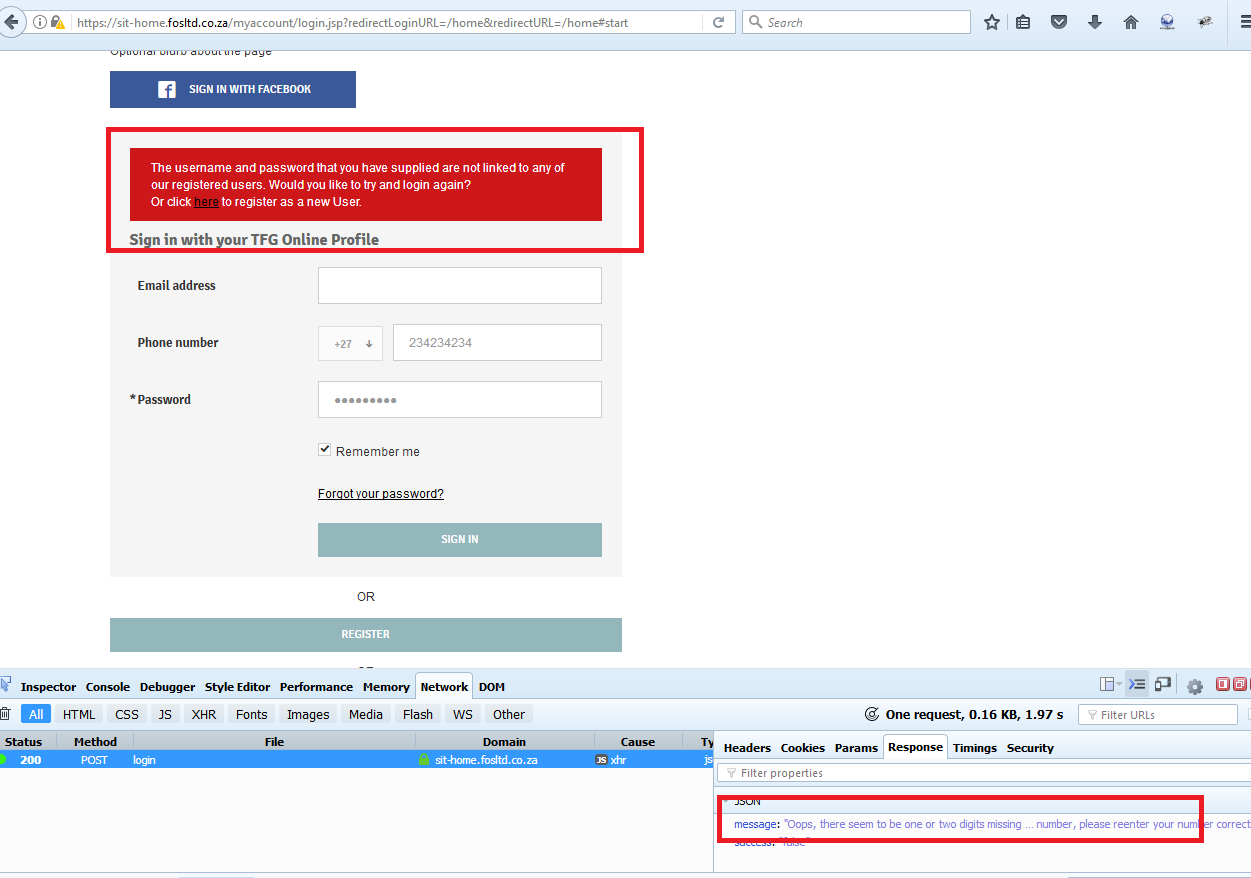 https://sit-home.fosltd.co.za/myaccount/login.jsp?redirectLoginURL=/home&redirectURL=/home#start
Search
Optional blurb about the page
SIGN IN WITH FACEBOOK
The username and password that you have supplied are not linked to any of
our registered users. Would you like to try and login again?
Or click here to register as a new User.
Sign in with your TFG Online Profile
Email address
Phone number +27 234234234
*Password
Remember me
Forgot your password?
SIGN IN
OR
REGISTER
Inspector Console Debugger Style Editor Performance Memory Network DOM
All HTML CSS JS XHR Fonts Images Media Flash WS Other One request, 0.16 KB, 1.97 s Filter URLs
Status Method File Domain Cause Ty
200 POST login sit-home.fosltd.co.za JS xhr js
Headers Cookies Params Response Timings Security
Filter properties
JSON
message: "Oops, there seem to be one or two digits missing ... number, please reenter your number correct
success: "false"